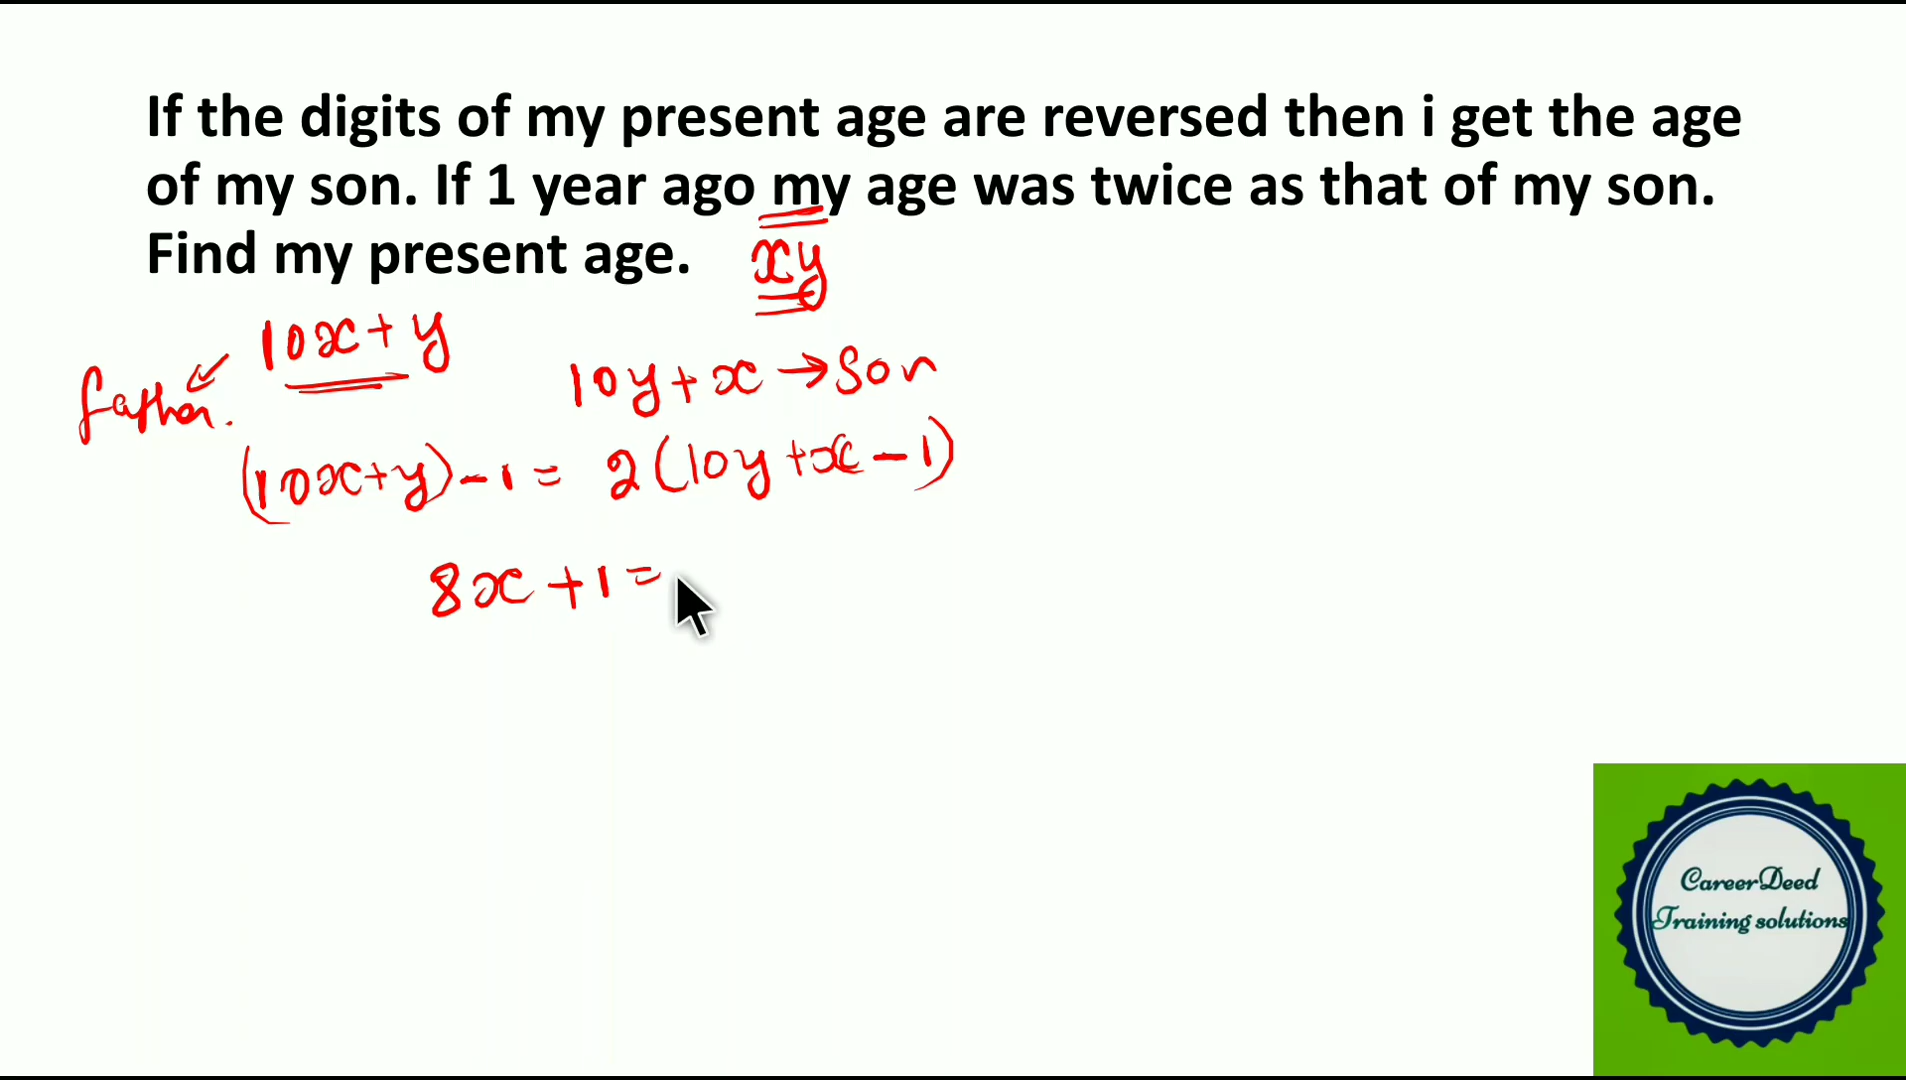 If the digits of my present age are reversed then i get the age
of my son. If 1 year ago my age was twice as that of my son.
Find my present age.
xy
10x+y
father.
10y+x→Son
(10x+y)-1= 2(10y+x-1)
8x+1=
CareerDeed
Training solutions